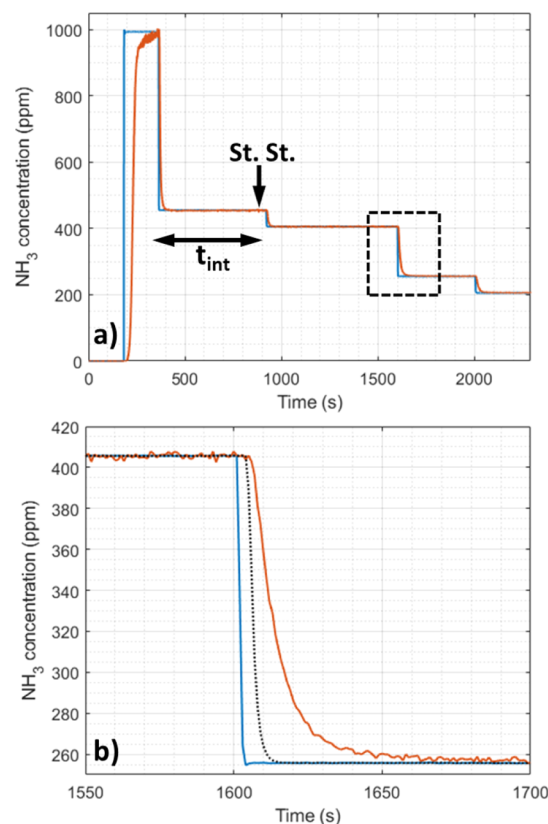 1000
800
600
400
200
0
NH3 concentration (ppm)
St. St.
tint
a)
0 500 1000 1500 2000
Time (s)
420
400
380
360
340
320
300
280
260
NH3 concentration (ppm)
b)
1550 1600 1650 1700
Time (s)